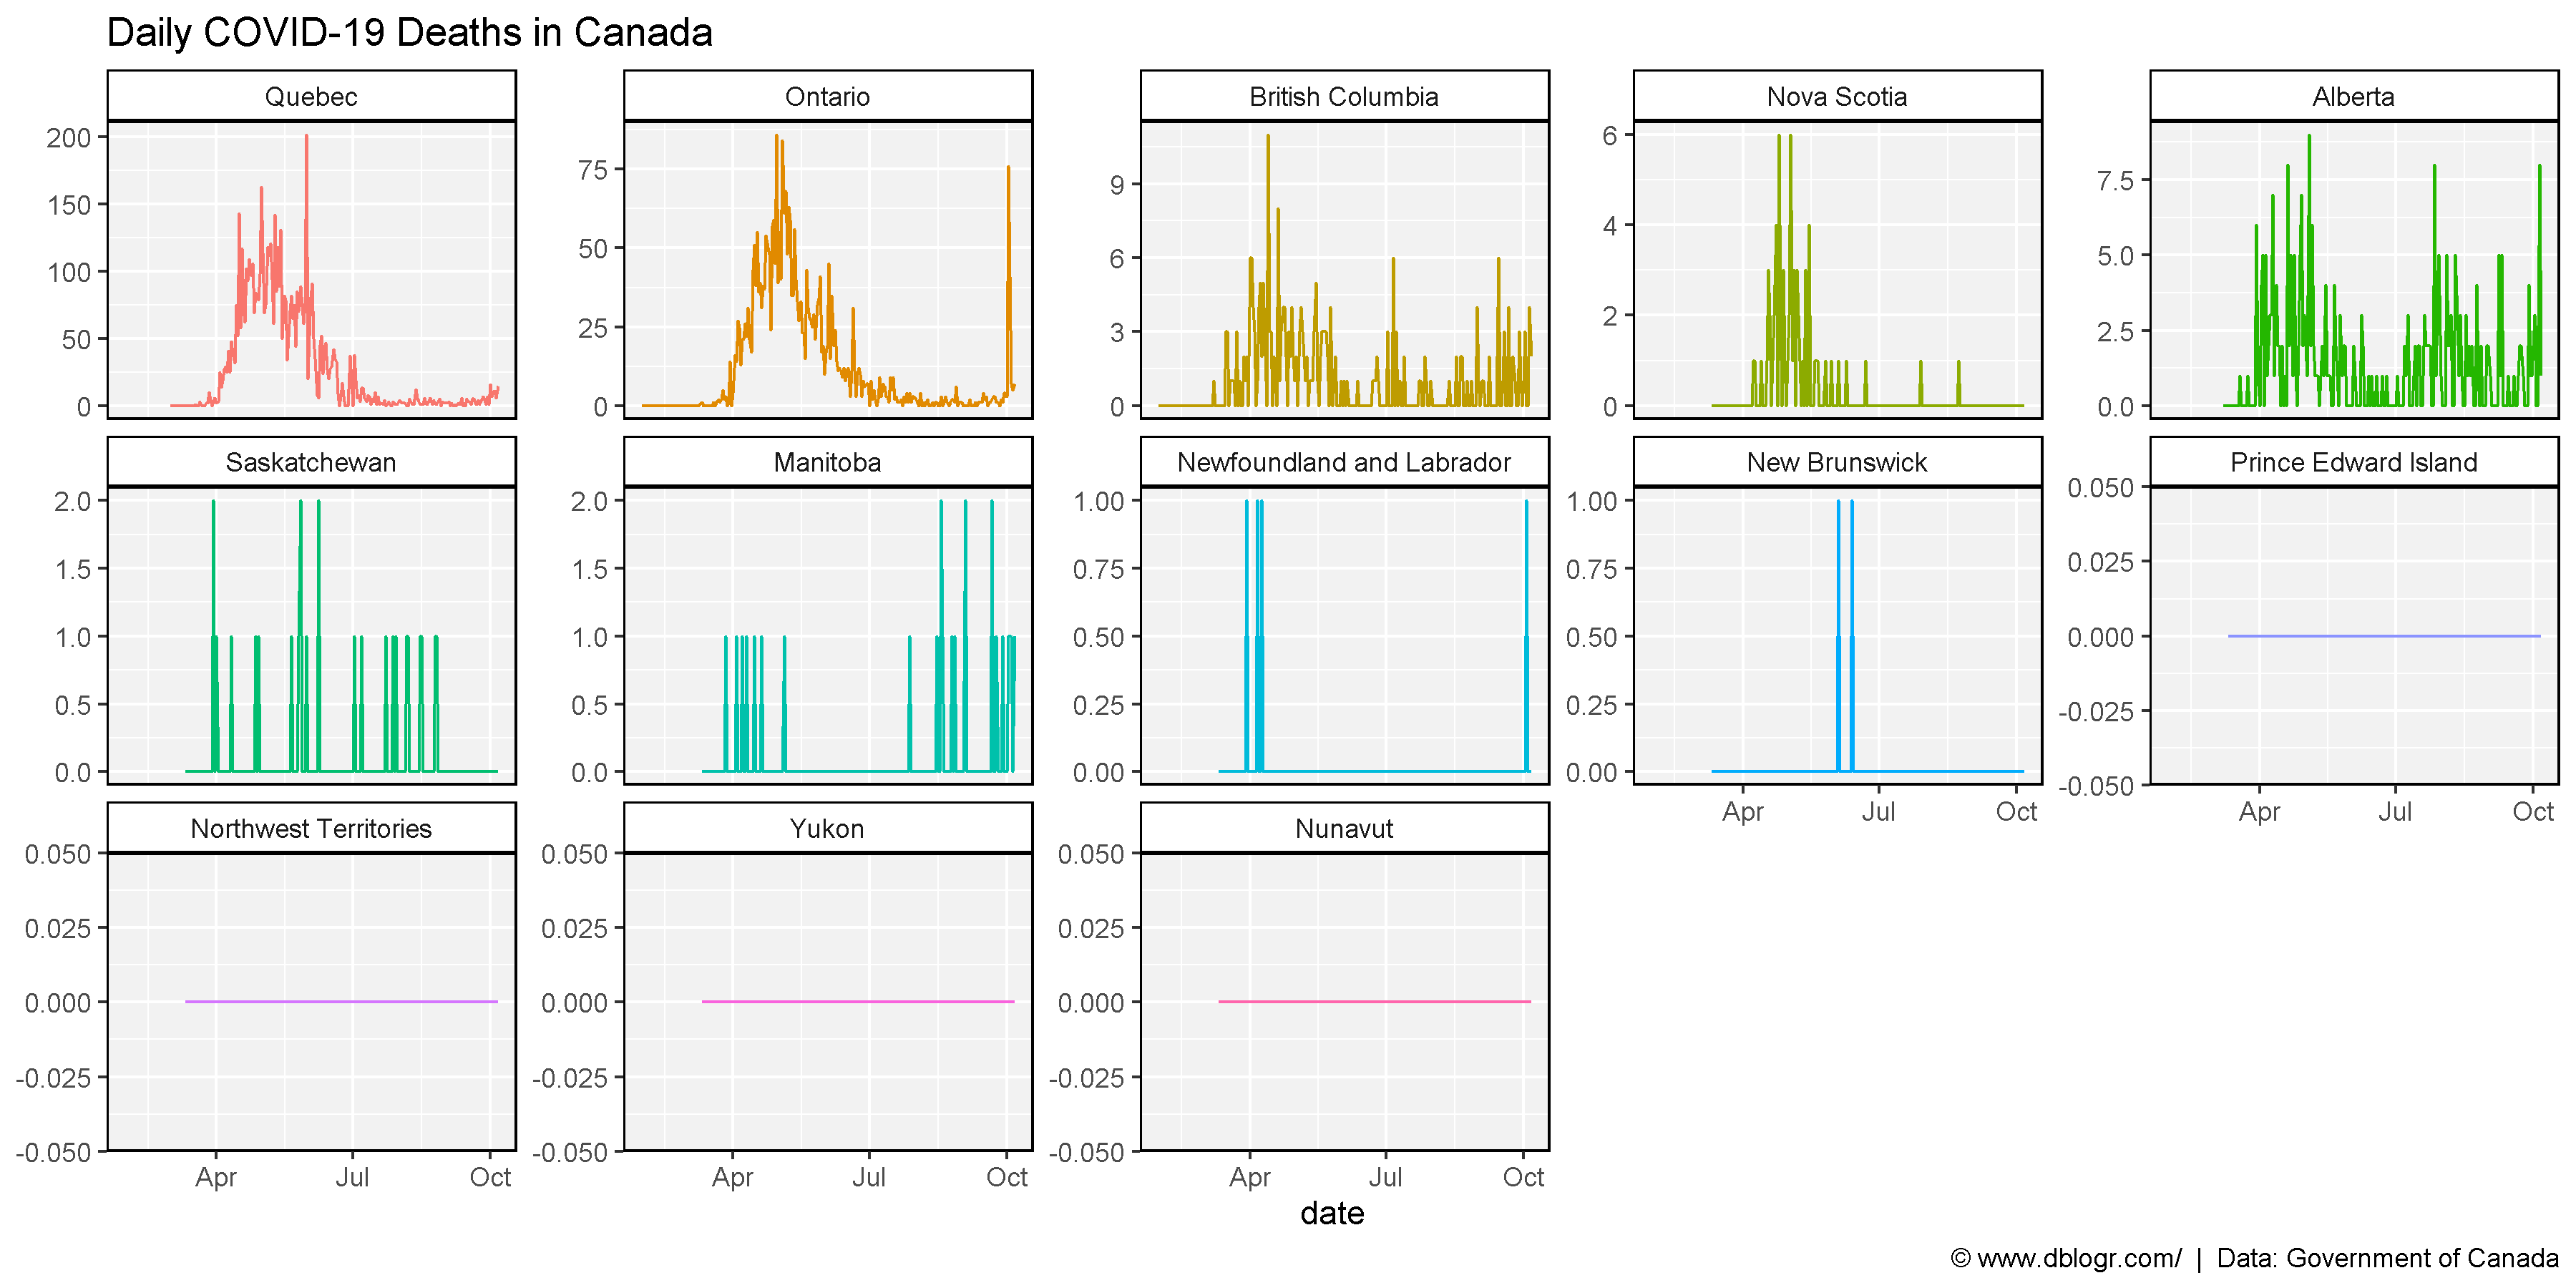 Daily COVID-19 Deaths in Canada
Quebec
Ontario
British Columbia
Nova Scotia
Alberta
200
150
100
50
0
75
50
25
0
9
6
3
0
6
4
2
0
7.5
5.0
2.5
0.0
Saskatchewan
Manitoba
Newfoundland and Labrador
New Brunswick
Prince Edward Island
2.0
1.5
1.0
0.5
0.0
2.0
1.5
1.0
0.5
0.0
1.00
0.75
0.50
0.25
0.00
1.00
0.75
0.50
0.25
0.00
0.050
0.025
0.000
-0.025
-0.050
Apr Jul Oct
Apr Jul Oct
Northwest Territories
Yukon
Nunavut
0.050
0.025
0.000
-0.025
-0.050
0.050
0.025
0.000
-0.025
-0.050
0.050
0.025
0.000
-0.025
-0.050
Apr Jul Oct
Apr Jul Oct
Apr Jul Oct
date
© www.dblogr.com/ | Data: Government of Canada